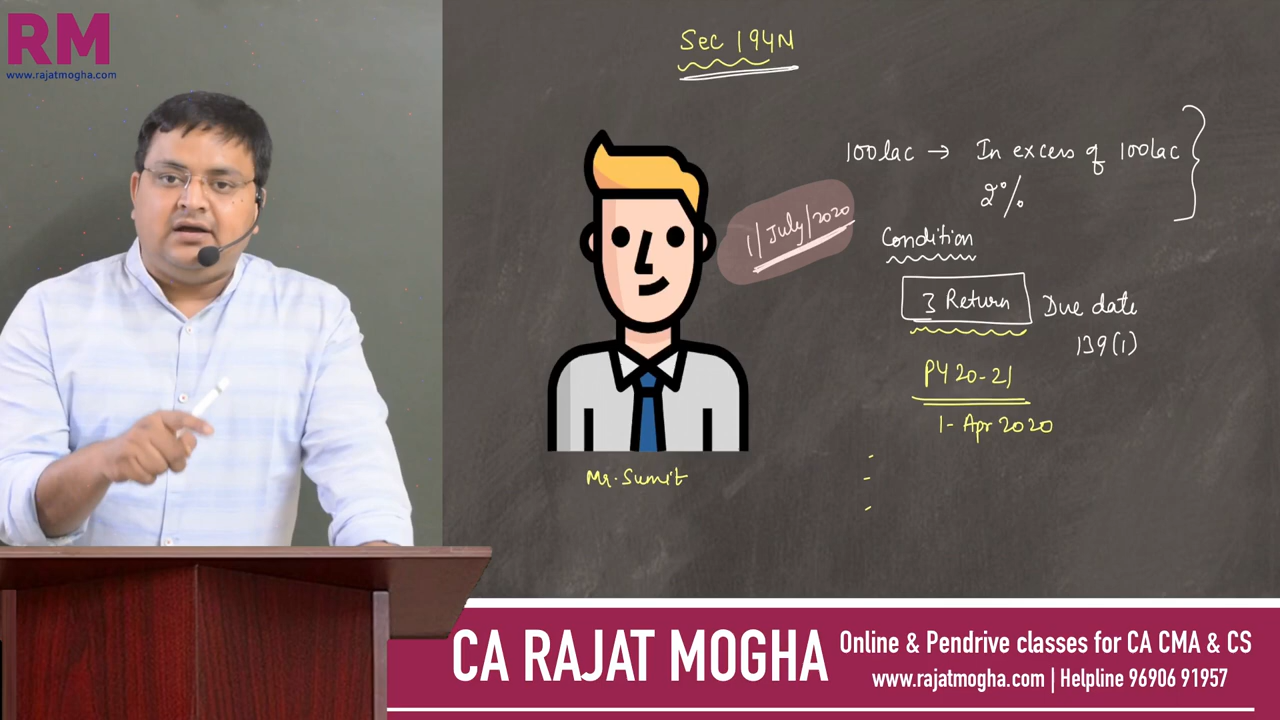 RM
www.rajatmogha.com
Sec 194N
100lac → In excess of 100lac
2%
1/July/2020
Condition
3 Return Due date
139(1)
PY 20-21
1-Apr 2020
Mr. Sumit
CA RAJAT MOGHA
Online & Pendrive classes for CA CMA & CS
www.rajatmogha.com | Helpline 96906 91957